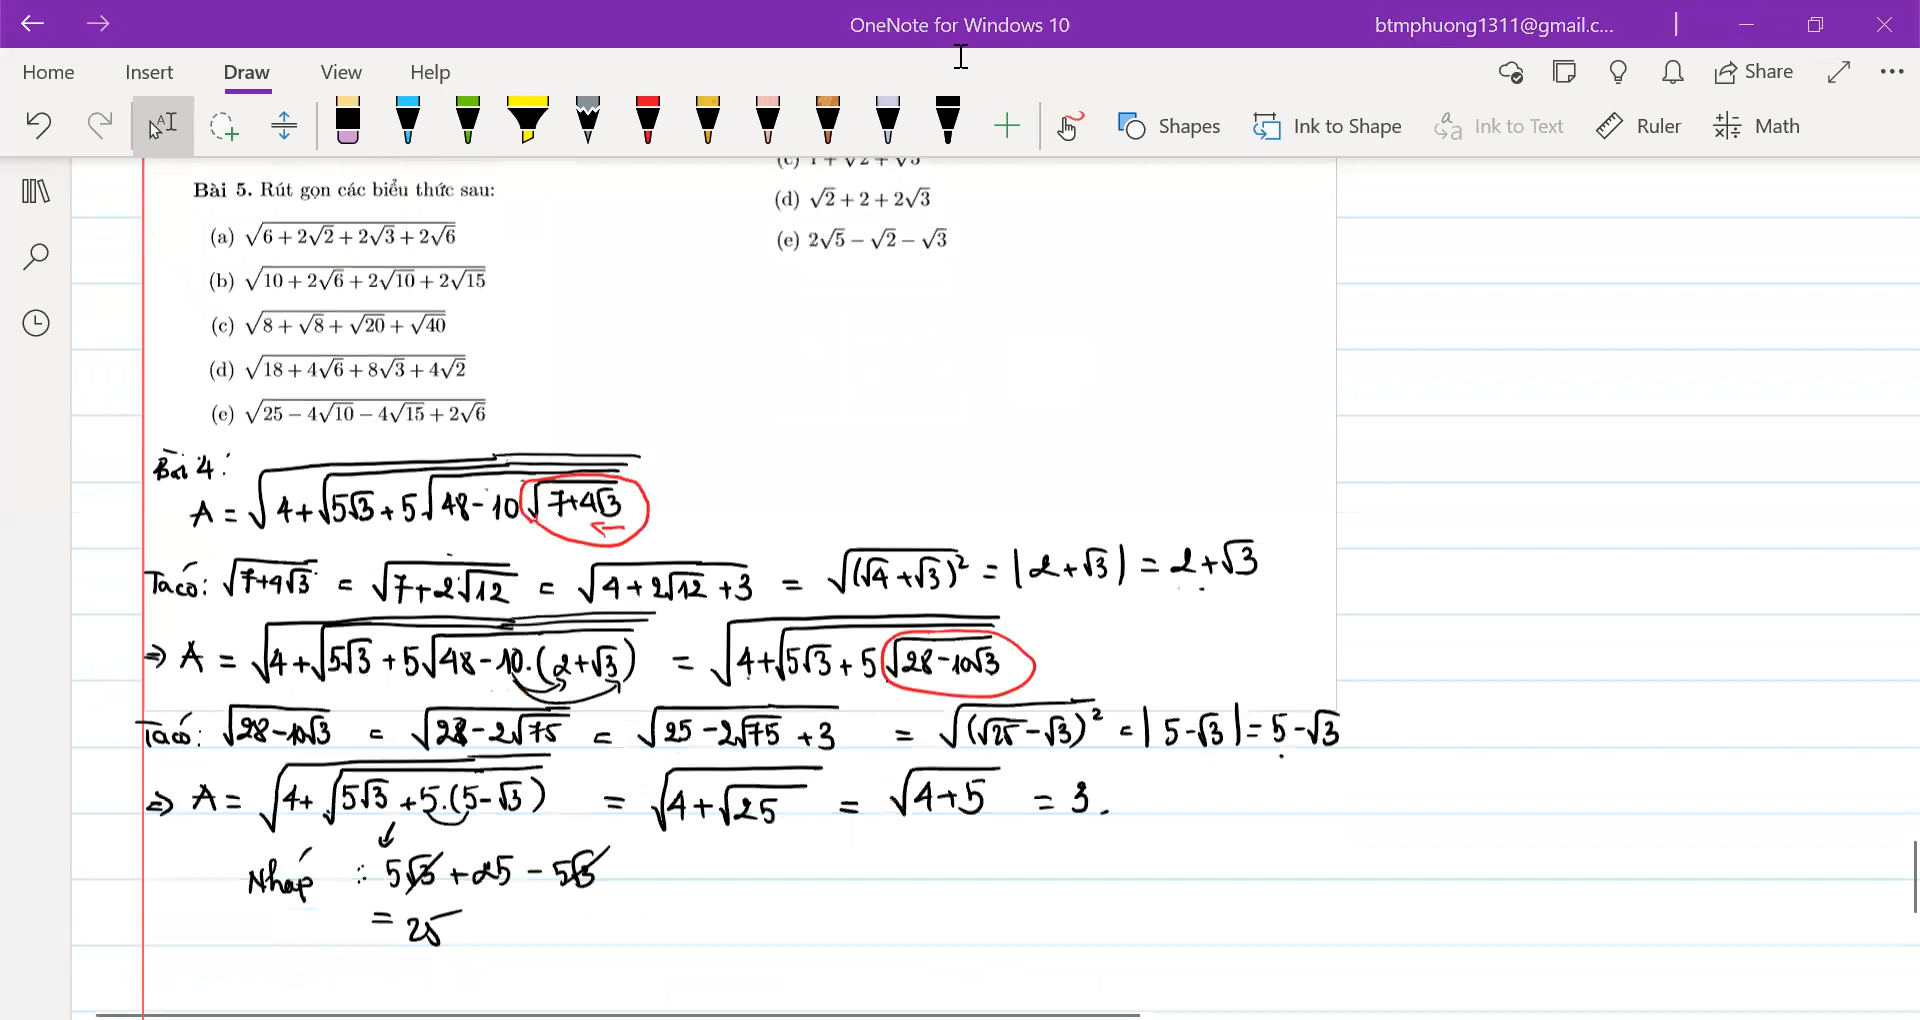 OneNote for Windows 10
btmphuong1311@gmail.c...
Home Insert Draw View Help
Share
Shapes Ink to Shape Ink to Text Ruler Math
Bài 5. Rút gọn các biểu thức sau:
(a) √(6 + 2√2 + 2√3 + 2√6)
(b) √(10 + 2√6 + 2√10 + 2√15)
(c) √(8 + √8 + √20 + √40)
(d) √(18 + 4√6 + 8√3 + 4√2)
(e) √(25 − 4√10 − 4√15 + 2√6)
(d) √2 + 2 + 2√3
(e) 2√5 − √2 − √3
Bài 4:
A = √(4+√(5√3+5√(48-10√(7+4√3))))
Ta có: √(7+4√3) = √(7+2√12) = √(4+2√12+3) = √((√4+√3)²) = |2+√3| = 2+√3
⇒ A = √(4+√(5√3+5√(48-10.(2+√3)))) = √(4+√(5√3+5√(28-10√3)))
Ta có: √(28-10√3) = √(28-2√75) = √(25-2√75+3) = √((√25-√3)²) = |5-√3| = 5-√3
⇒ A = √(4+√(5√3+5.(5-√3))) = √(4+√25) = √(4+5) = 3.
Nháp : 5√3 + 25 - 5√3
= 25